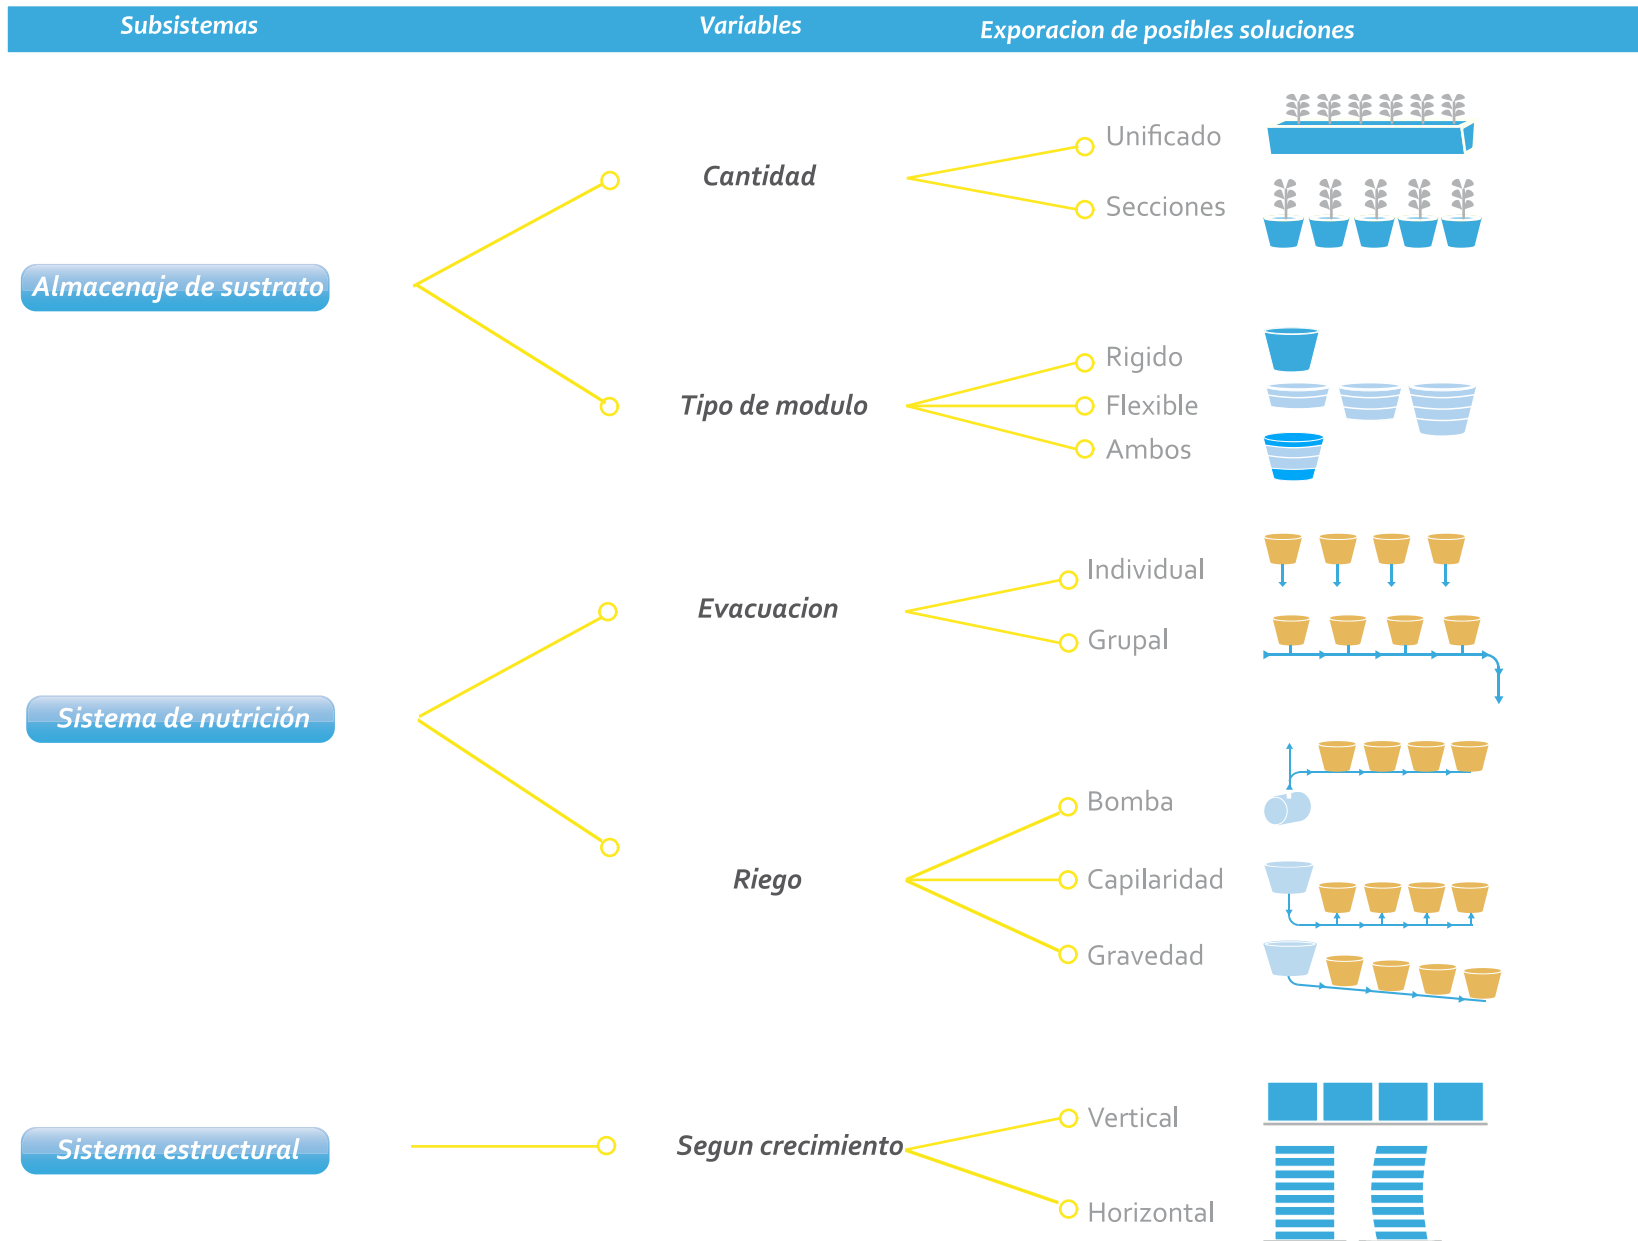 Subsistemas
Variables
Exporacion de posibles soluciones
Almacenaje de sustrato
Cantidad
Unificado
Secciones
Tipo de modulo
Rigido
Flexible
Ambos
Sistema de nutrición
Evacuacion
Individual
Grupal
Riego
Bomba
Capilaridad
Gravedad
Sistema estructural
Segun crecimiento
Vertical
Horizontal